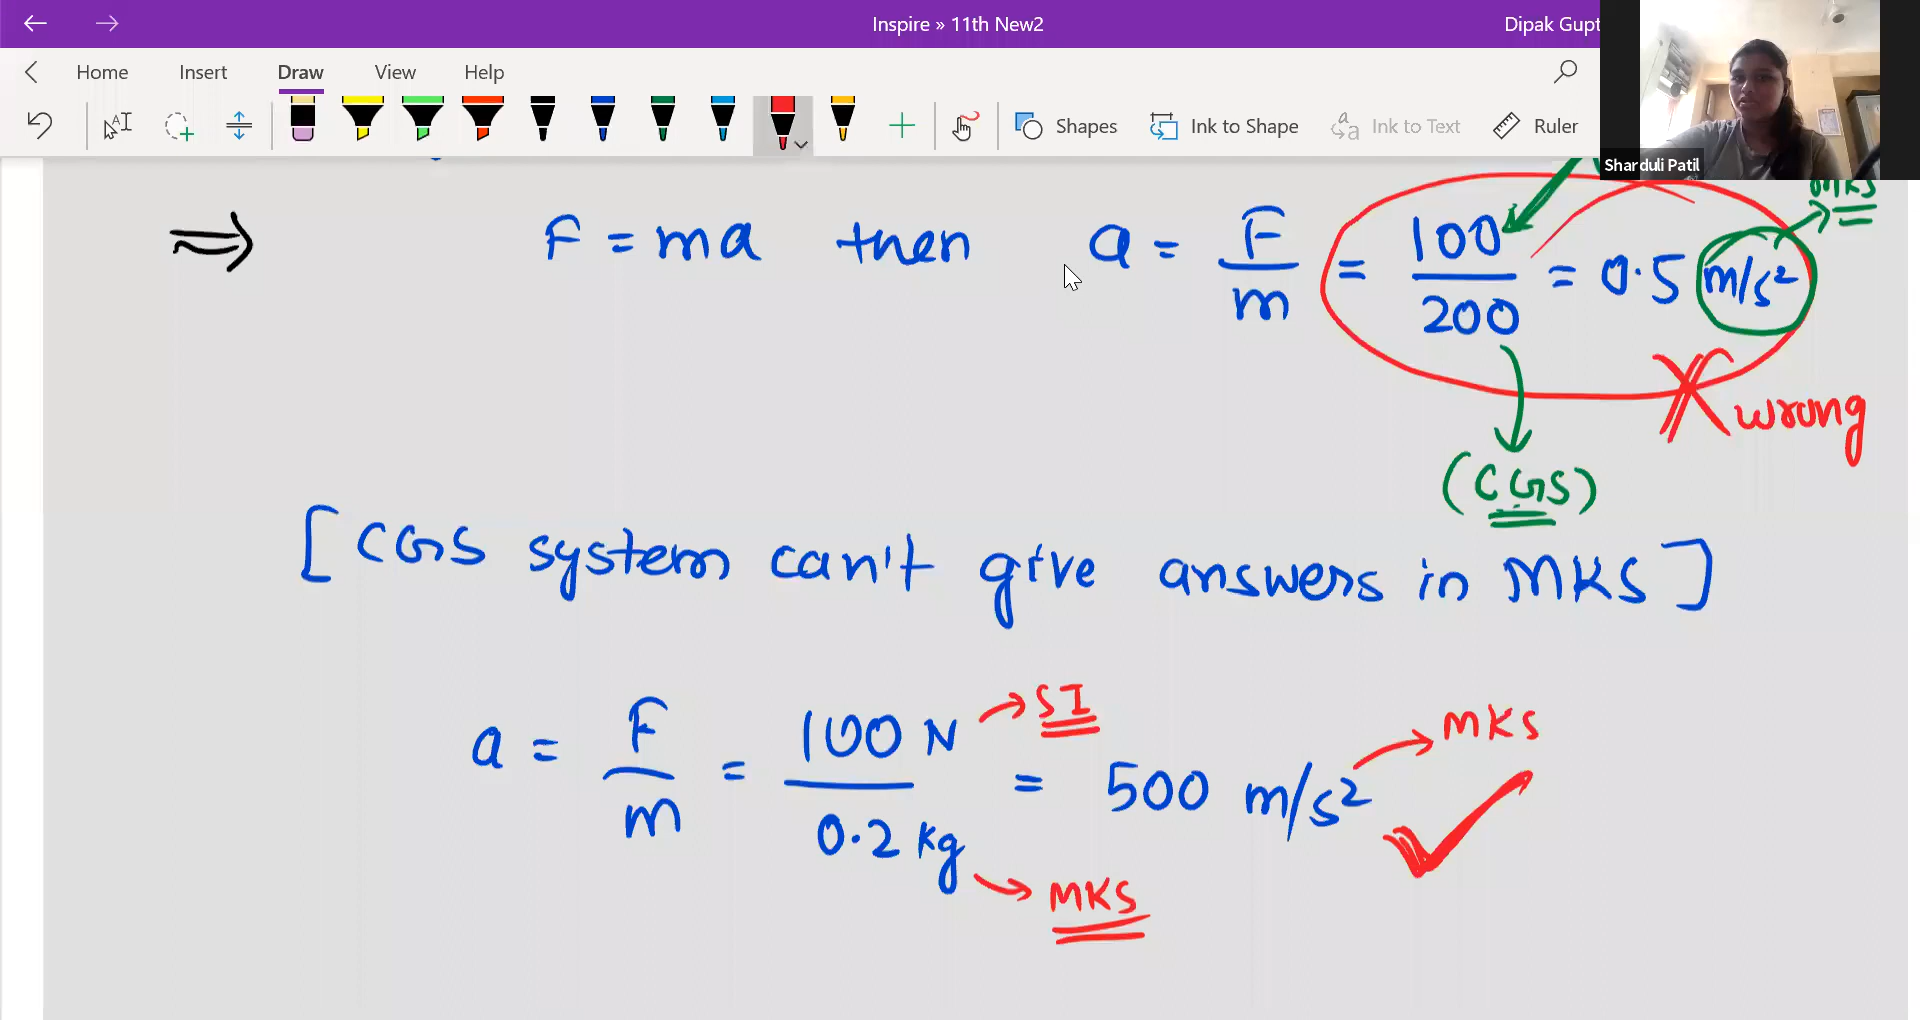 Inspire » 11th New2
Dipak Gupt
Home Insert Draw View Help
Shapes Ink to Shape Ink to Text Ruler
Sharduli Patil
MKS
F = ma then a = F/m = 100/200 = 0.5 m/s²
wrong
(CGS)
[CGS system can't give answers in MKS]
SI
MKS
a = F/m = 100 N/0.2 kg = 500 m/s²
MKS